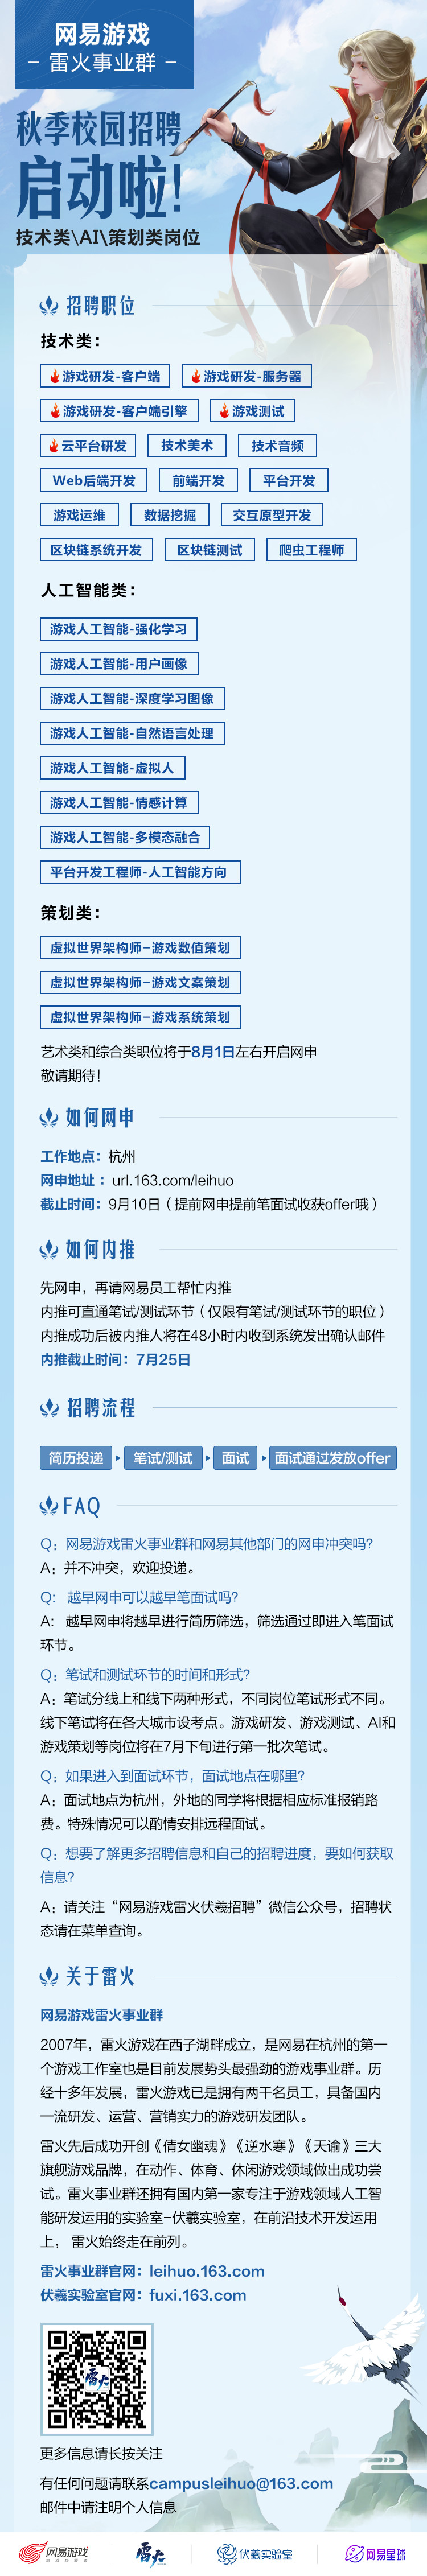 网易游戏
雷火事业群
秋季校园招聘
启动啦!
技术类\AI\策划类岗位
招聘职位
技术类：
游戏研发-客户端 游戏研发-服务器
游戏研发-客户端引擎 游戏测试
云平台研发 技术美术 技术音频
Web后端开发 前端开发 平台开发
游戏运维 数据挖掘 交互原型开发
区块链系统开发 区块链测试 爬虫工程师
人工智能类：
游戏人工智能-强化学习
游戏人工智能-用户画像
游戏人工智能-深度学习图像
游戏人工智能-自然语言处理
游戏人工智能-虚拟人
游戏人工智能-情感计算
游戏人工智能-多模态融合
平台开发工程师-人工智能方向
策划类：
虚拟世界架构师–游戏数值策划
虚拟世界架构师–游戏文案策划
虚拟世界架构师–游戏系统策划
艺术类和综合类职位将于8月1日左右开启网申
敬请期待！
如何网申
工作地点：杭州
网申地址 ：url.163.com/leihuo
截止时间：9月10日（提前网申提前笔面试收获offer哦）
如何内推
先网申，再请网易员工帮忙内推
内推可直通笔试/测试环节（仅限有笔试/测试环节的职位）
内推成功后被内推人将在48小时内收到系统发出确认邮件
内推截止时间：7月25日
招聘流程
简历投递 笔试/测试 面试 面试通过发放offer
FAQ
Q：网易游戏雷火事业群和网易其他部门的网申冲突吗?
A：并不冲突，欢迎投递。
Q： 越早网申可以越早笔面试吗?
A： 越早网申将越早进行简历筛选，筛选通过即进入笔面试
环节。
Q：笔试和测试环节的时间和形式?
A：笔试分线上和线下两种形式，不同岗位笔试形式不同。
线下笔试将在各大城市设考点。游戏研发、游戏测试、AI和
游戏策划等岗位将在7月下旬进行第一批次笔试。
Q：如果进入到面试环节，面试地点在哪里?
A：面试地点为杭州，外地的同学将根据相应标准报销路
费。特殊情况可以酌情安排远程面试。
Q：想要了解更多招聘信息和自己的招聘进度，要如何获取
信息?
A：请关注“网易游戏雷火伏羲招聘”微信公众号，招聘状
态请在菜单查询。
关于雷火
网易游戏雷火事业群
2007年，雷火游戏在西子湖畔成立，是网易在杭州的第一
个游戏工作室也是目前发展势头最强劲的游戏事业群。历
经十多年发展，雷火游戏已是拥有两千名员工，具备国内
一流研发、运营、营销实力的游戏研发团队。
雷火先后成功开创《倩女幽魂》《逆水寒》《天谕》三大
旗舰游戏品牌，在动作、体育、休闲游戏领域做出成功尝
试。雷火事业群还拥有国内第一家专注于游戏领域人工智
能研发运用的实验室–伏羲实验室，在前沿技术开发运用
上， 雷火始终走在前列。
雷火事业群官网：leihuo.163.com
伏羲实验室官网：fuxi.163.com
雷火
更多信息请长按关注
有任何问题请联系campusleihuo@163.com
邮件中请注明个人信息
网易游戏 雷火 伏羲实验室 网易星球